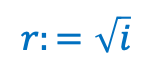 r: = √i